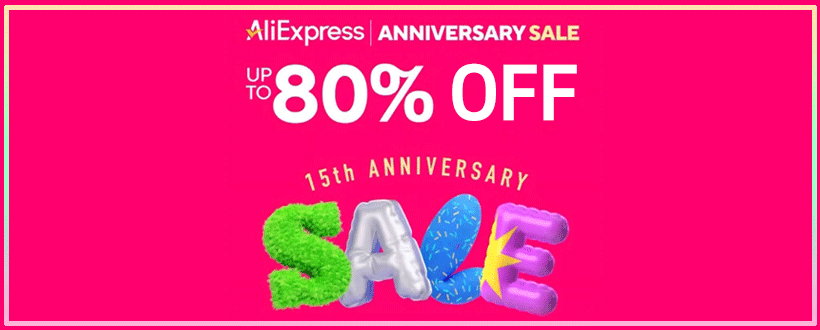 AliExpress | ANNIVERSARY SALE
UP TO 80% OFF
15th ANNIVERSARY
SALE